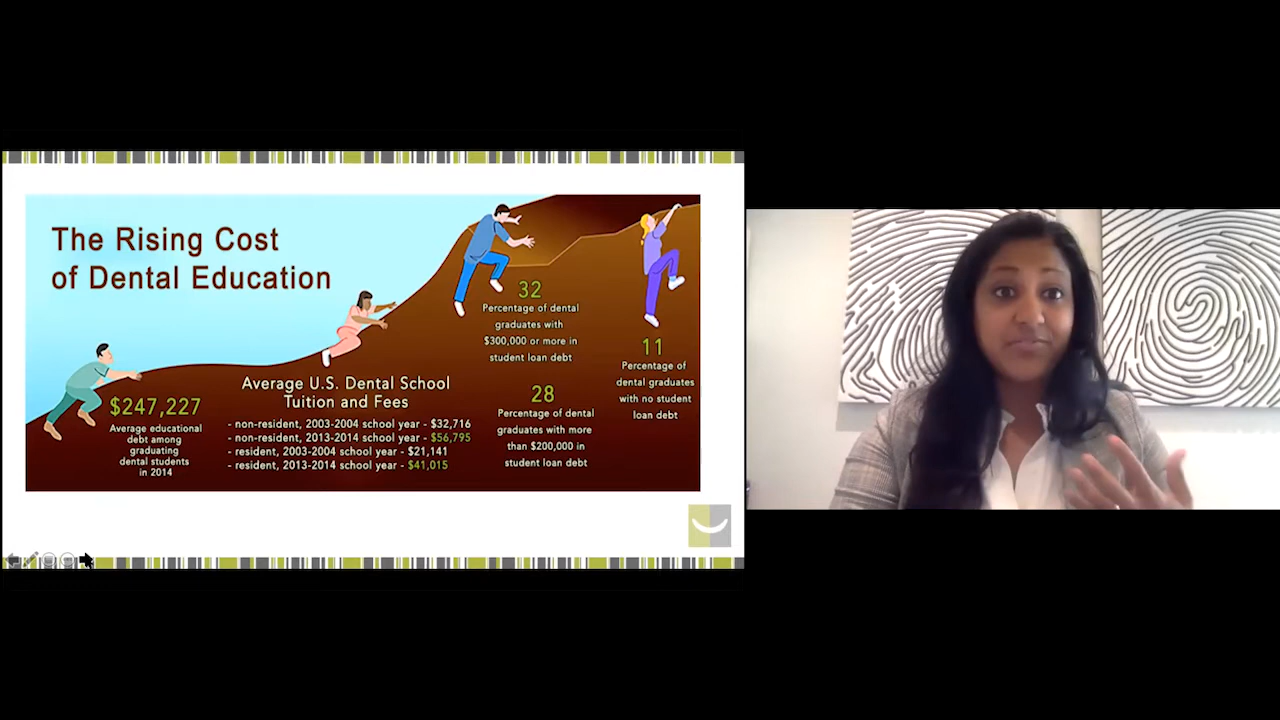 The Rising Cost
of Dental Education
$247,227
Average educational
debt among
graduating
dental students
in 2014
Average U.S. Dental School
Tuition and Fees
- non-resident, 2003-2004 school year - $32,716
- non-resident, 2013-2014 school year - $56,795
- resident, 2003-2004 school year - $21,141
- resident, 2013-2014 school year - $41,015
32
Percentage of dental
graduates with
$300,000 or more in
student loan debt
28
Percentage of dental
graduates with more
than $200,000 in
student loan debt
11
Percentage of
dental graduates
with no student
loan debt